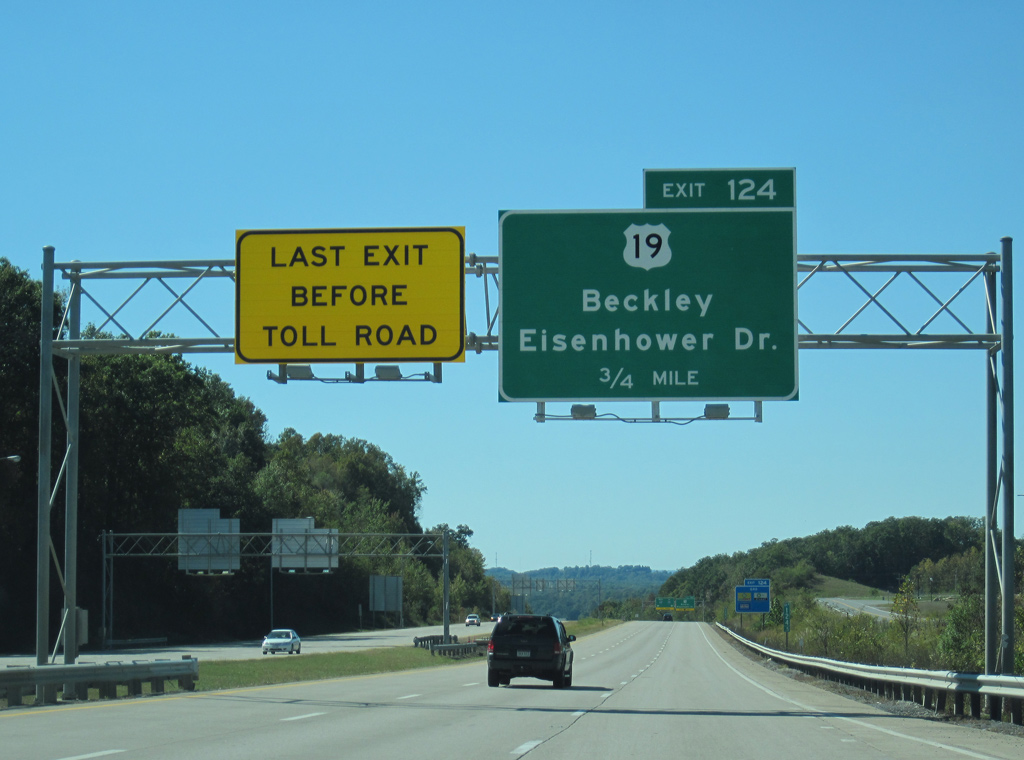 LAST EXIT
BEFORE
TOLL ROAD
EXIT 124
19
Beckley
Eisenhower Dr.
3/4 MILE